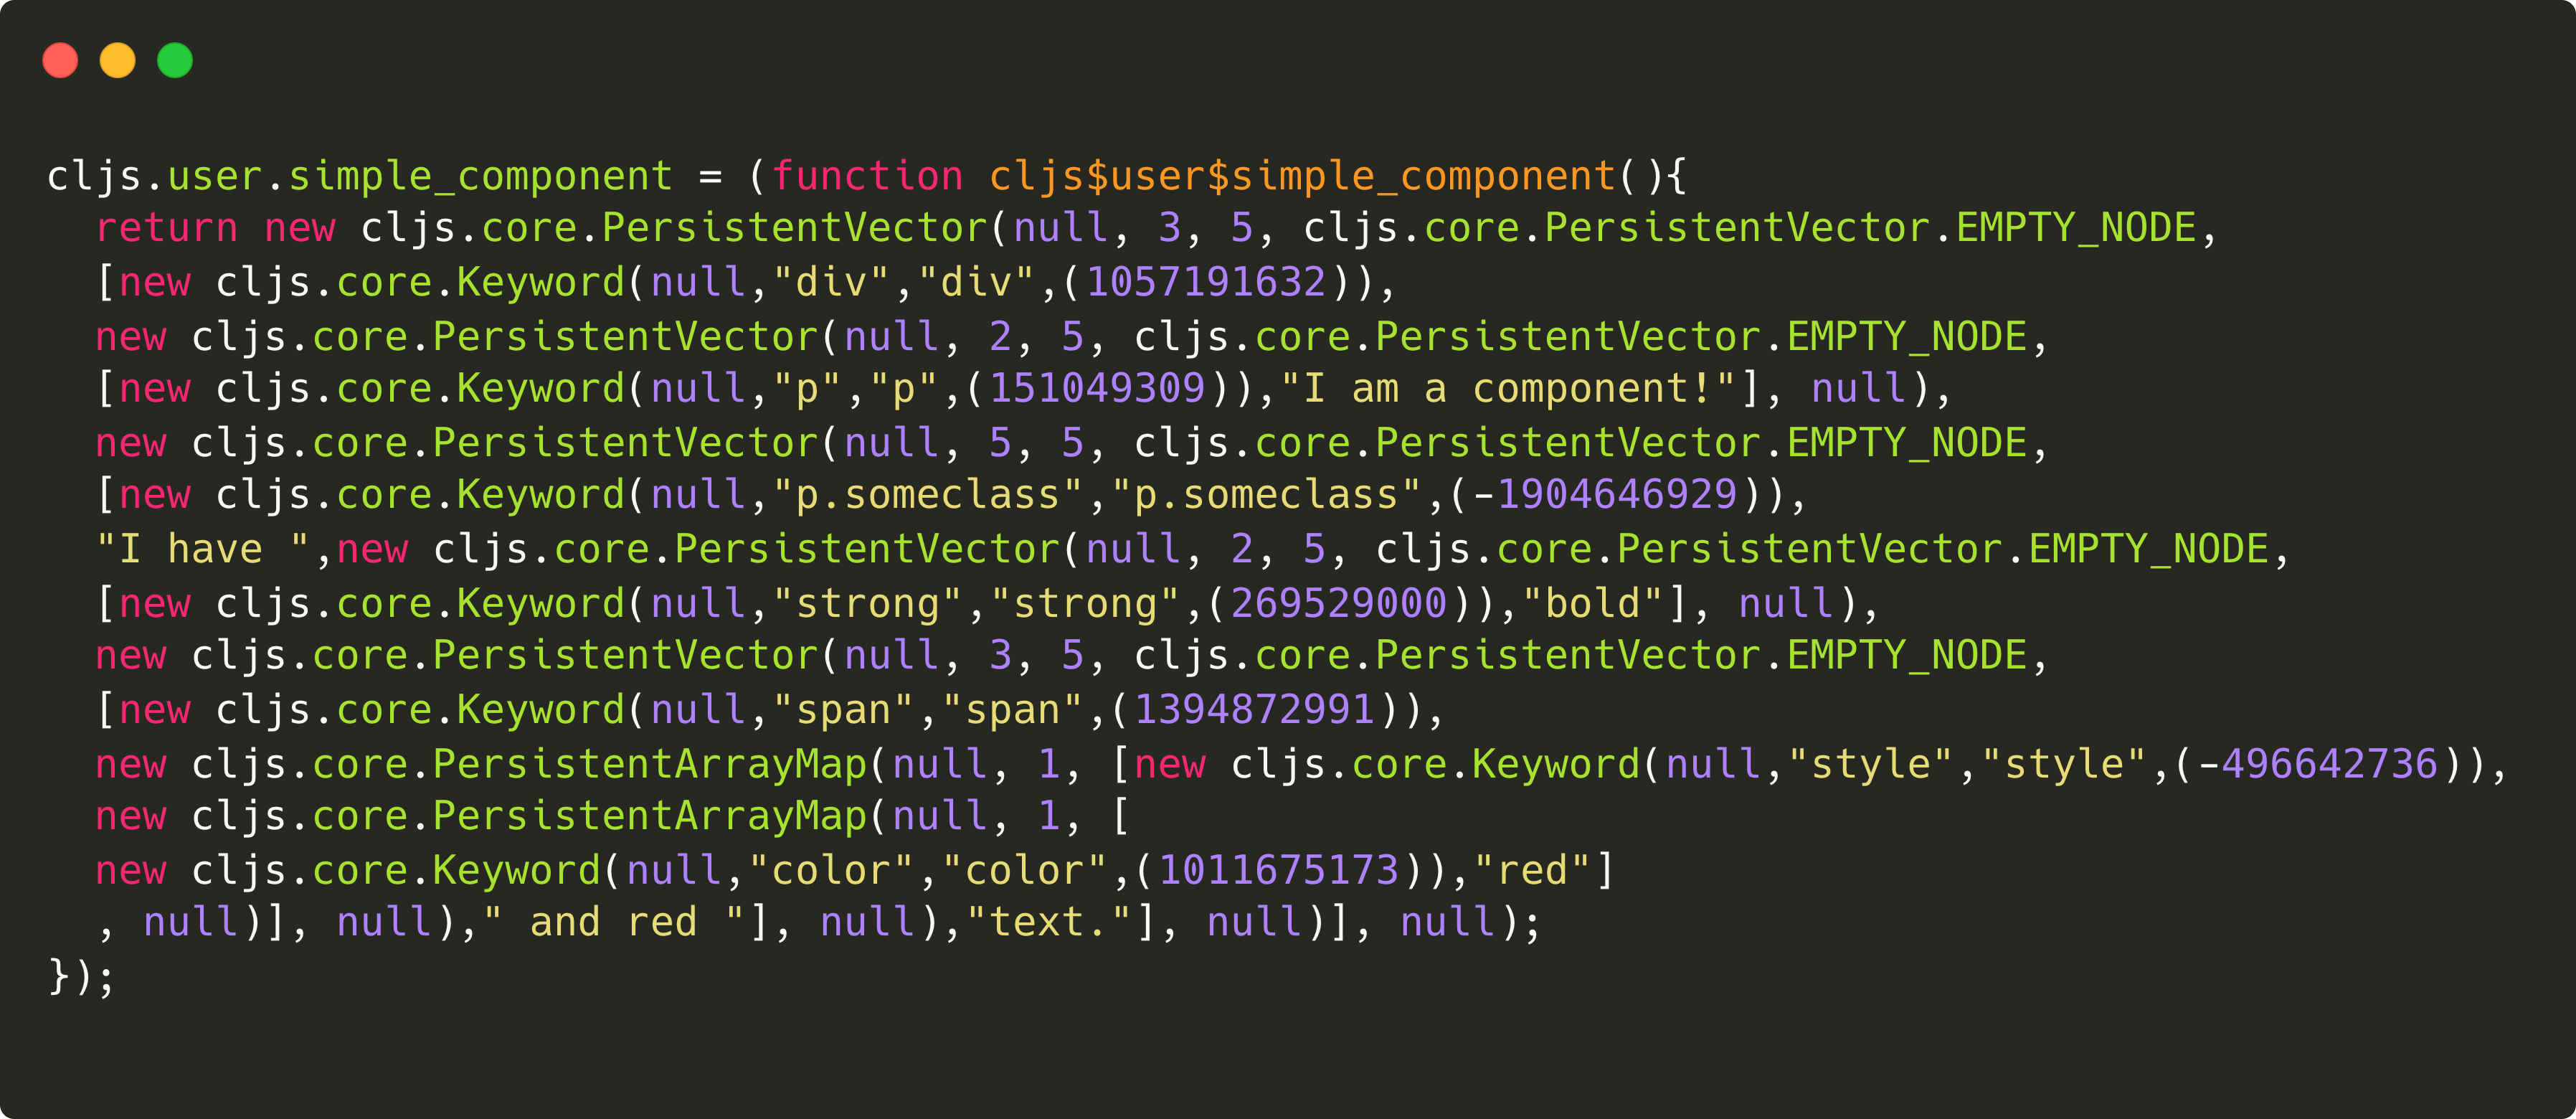 cljs.user.simple_component = (function cljs$user$simple_component(){
return new cljs.core.PersistentVector(null, 3, 5, cljs.core.PersistentVector.EMPTY_NODE,
[new cljs.core.Keyword(null,"div","div",(1057191632)),
new cljs.core.PersistentVector(null, 2, 5, cljs.core.PersistentVector.EMPTY_NODE,
[new cljs.core.Keyword(null,"p","p",(151049309)),"I am a component!"], null),
new cljs.core.PersistentVector(null, 5, 5, cljs.core.PersistentVector.EMPTY_NODE,
[new cljs.core.Keyword(null,"p.someclass","p.someclass",(-1904646929)),
"I have ",new cljs.core.PersistentVector(null, 2, 5, cljs.core.PersistentVector.EMPTY_NODE,
[new cljs.core.Keyword(null,"strong","strong",(269529000)),"bold"], null),
new cljs.core.PersistentVector(null, 3, 5, cljs.core.PersistentVector.EMPTY_NODE,
[new cljs.core.Keyword(null,"span","span",(1394872991)),
new cljs.core.PersistentArrayMap(null, 1, [new cljs.core.Keyword(null,"style","style",(-496642736)),
new cljs.core.PersistentArrayMap(null, 1, [
new cljs.core.Keyword(null,"color","color",(1011675173)),"red"]
, null)], null)," and red "], null),"text."], null)], null);
});